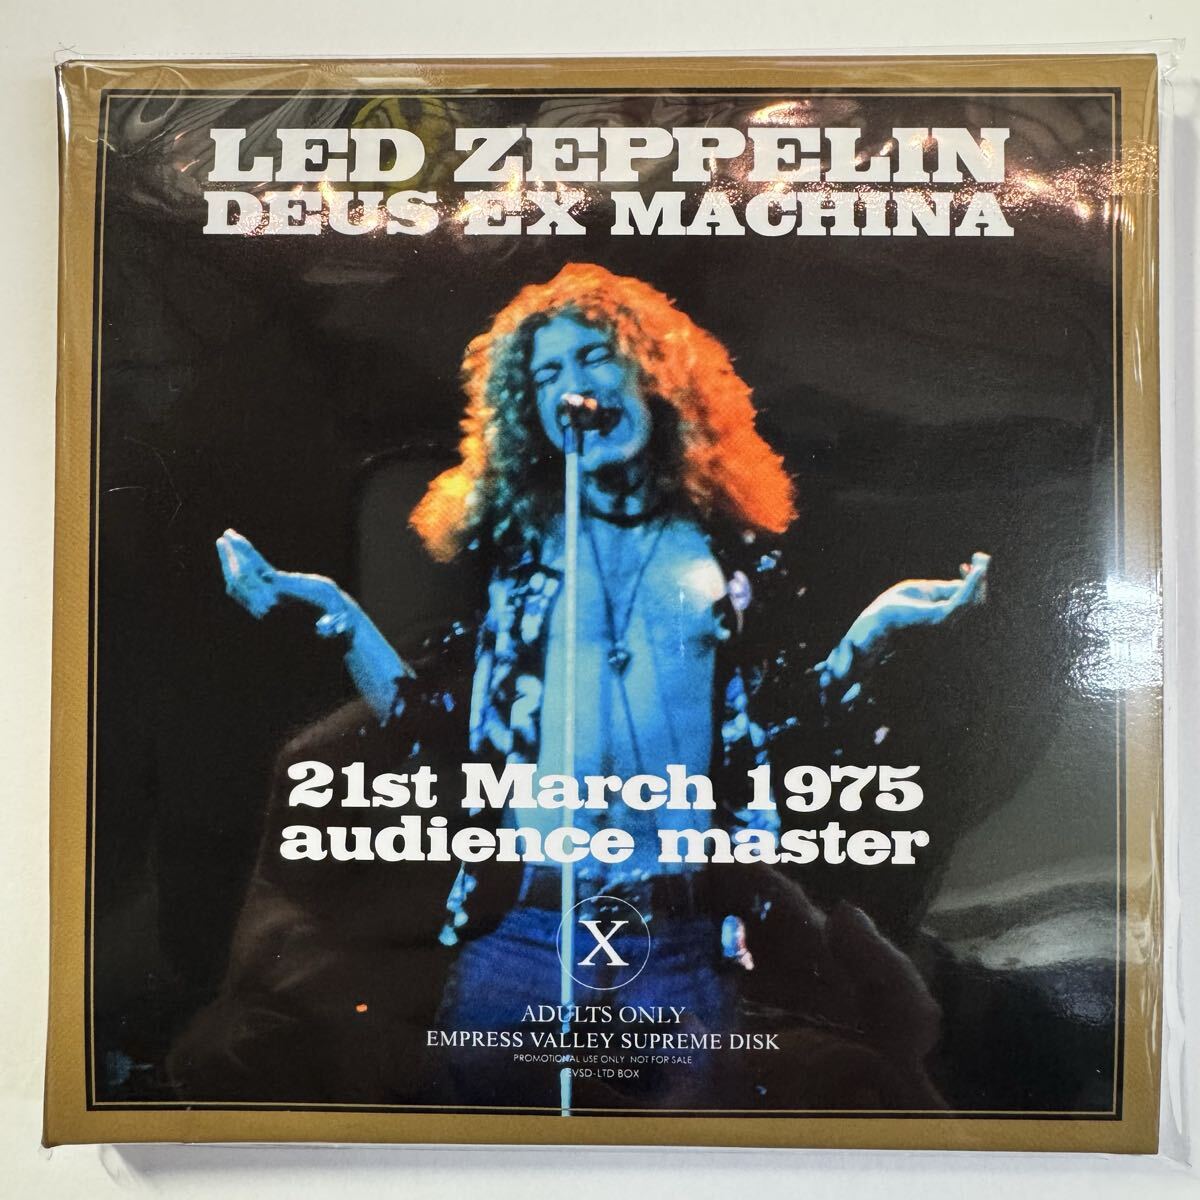 LED ZEPPELIN
DEUS EX MACHINA
21st March 1975
audience master
X
ADULTS ONLY
EMPRESS VALLEY SUPREME DISK
PROMOTIONAL USE ONLY NOT FOR SALE
EVSD-LTD BOX